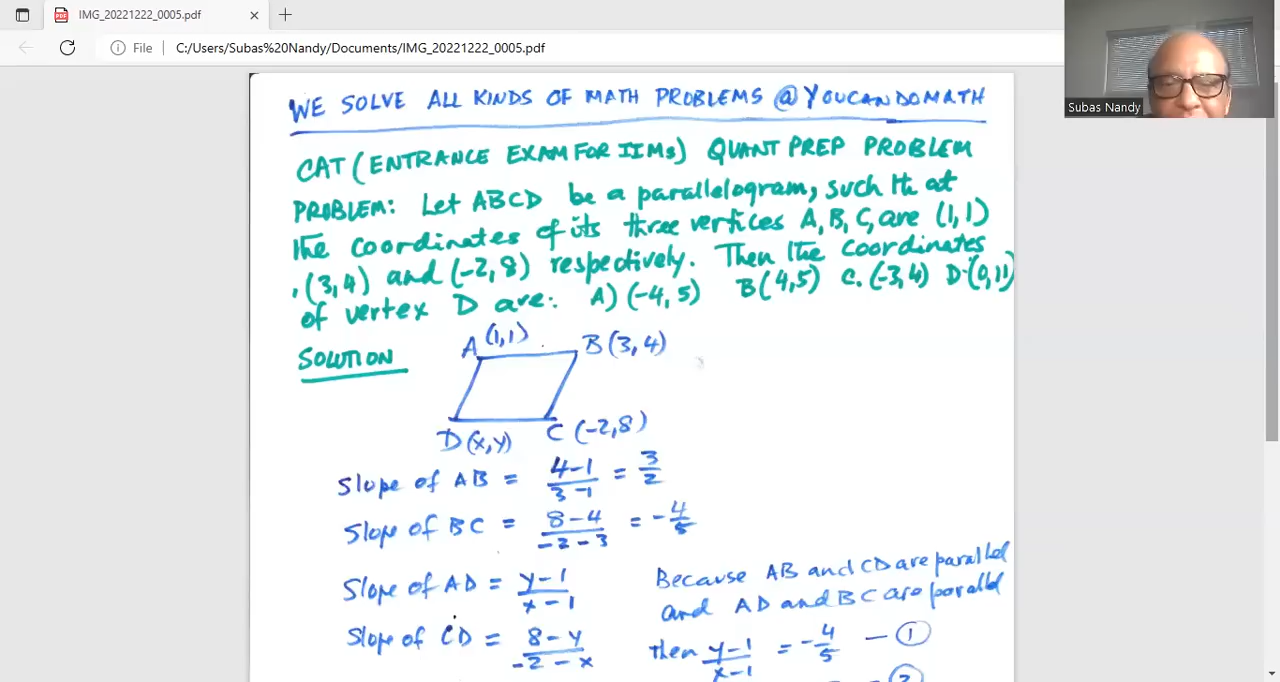 IMG_20221222_0005.pdf
File
C:/Users/Subas%20Nandy/Documents/IMG_20221222_0005.pdf
Subas Nandy
WE SOLVE ALL KINDS OF MATH PROBLEMS @YOUCANDOMATH
CAT (ENTRANCE EXAM FOR IIMs) QUANT PREP PROBLEM
PROBLEM: Let ABCD be a parallelogram, such that
the coordinates of its three vertices A, B, C, are (1,1)
, (3,4) and (-2,8) respectively. Then the coordinates
of vertex D are: A) (-4,5) B(4,5) C. (-3,4) D.(0,11)
SOLUTION
A (1,1)
B (3,4)
D(x,y)
C (-2,8)
Slope of AB = 4-1/3-1 = 3/2
Slope of BC = 8-4/-2-3 = -4/5
Slope of AD = y-1/x-1
Slope of CD = 8-y/-2-x
Because AB and CD are parallel
and AD and BC are parallel
then y-1/x-1 = -4/5 — 1
2